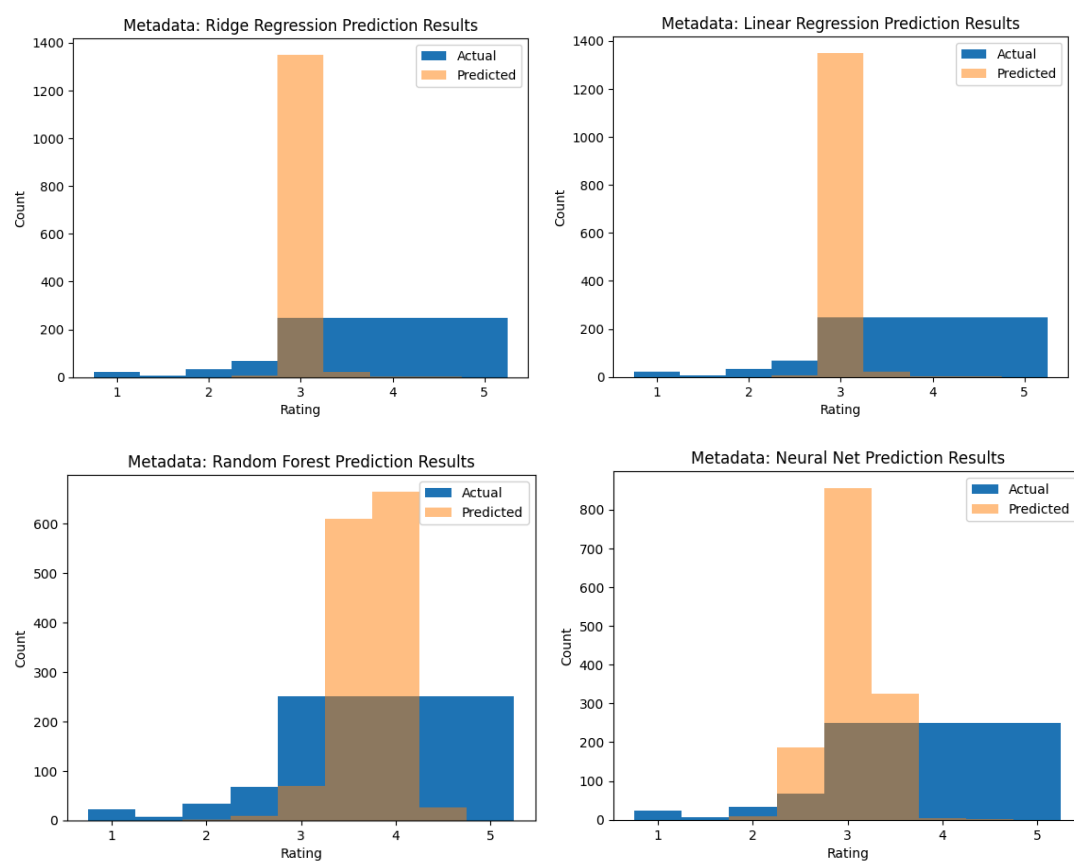 Metadata: Ridge Regression Prediction Results
1400
1200
1000
800
600
400
200
0
Count
1 2 3 4 5
Rating
Actual
Predicted
Metadata: Linear Regression Prediction Results
1400
1200
1000
800
600
400
200
0
Count
1 2 3 4 5
Rating
Actual
Predicted
Metadata: Random Forest Prediction Results
600
500
400
300
200
100
0
Count
1 2 3 4 5
Rating
Actual
Predicted
Metadata: Neural Net Prediction Results
800
700
600
500
400
300
200
100
0
Count
1 2 3 4 5
Rating
Actual
Predicted